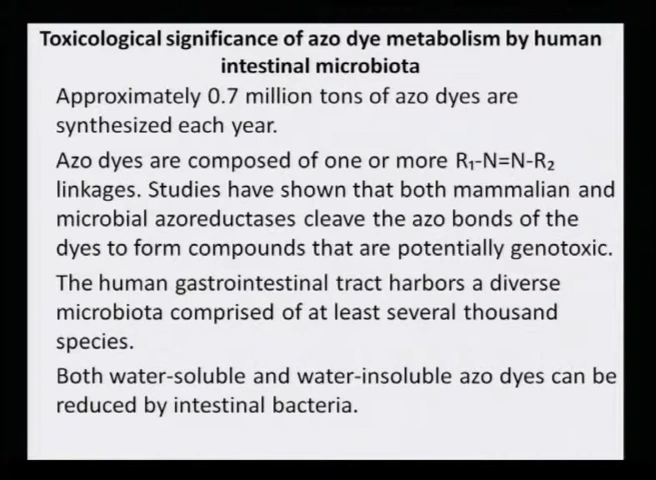 Toxicological significance of azo dye metabolism by human
intestinal microbiota
Approximately 0.7 million tons of azo dyes are
synthesized each year.
Azo dyes are composed of one or more R₁-N=N-R₂
linkages. Studies have shown that both mammalian and
microbial azoreductases cleave the azo bonds of the
dyes to form compounds that are potentially genotoxic.
The human gastrointestinal tract harbors a diverse
microbiota comprised of at least several thousand
species.
Both water-soluble and water-insoluble azo dyes can be
reduced by intestinal bacteria.